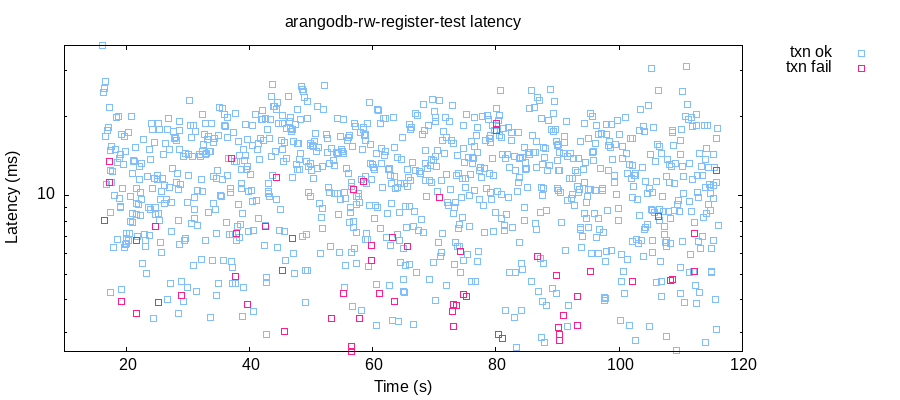 arangodb-rw-register-test latency
txn ok
txn fail
10
Latency (ms)
20 40 60 80 100 120
Time (s)